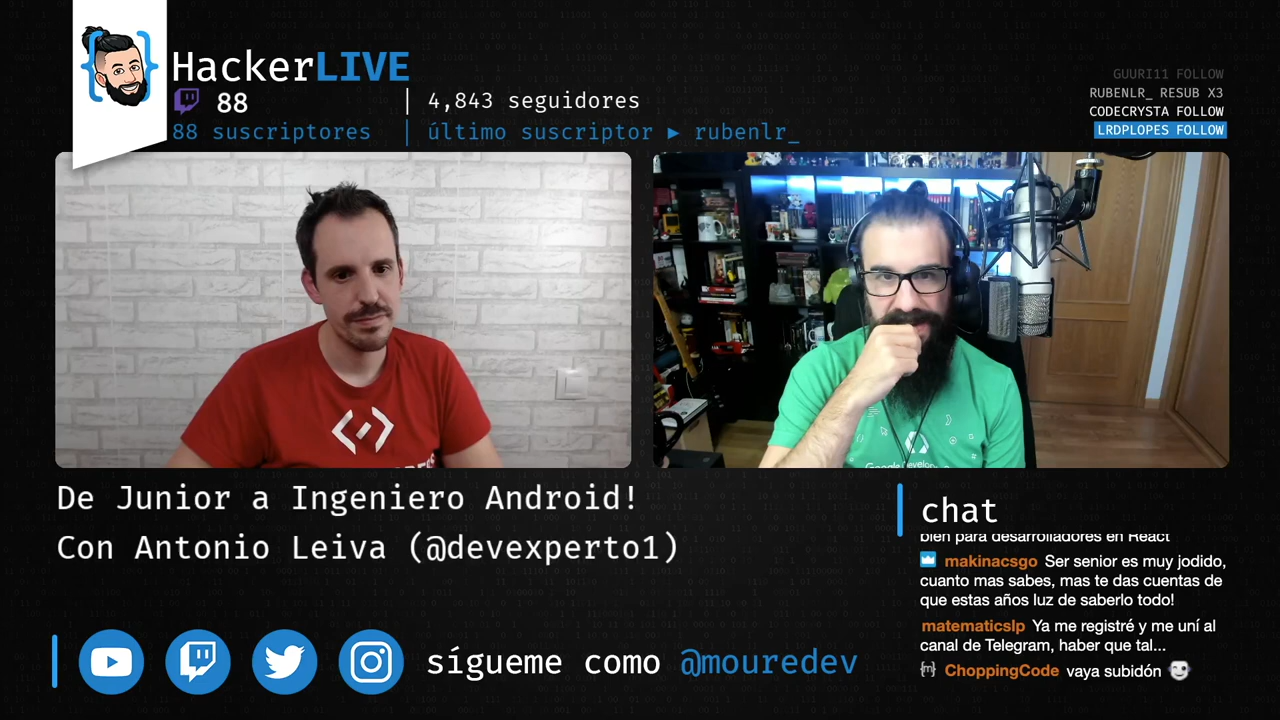 HackerLIVE
88
4,843 seguidores
88 suscriptores
último suscriptor ▸ rubenlr_
GUURI11 FOLLOW
RUBENLR_ RESUB X3
CODECRYSTA FOLLOW
LRDPLOPES FOLLOW
De Junior a Ingeniero Android!
Con Antonio Leiva (@devexperto1)
chat
bien para desarrolladores en React
makinacsgo Ser senior es muy jodido,
cuanto mas sabes, mas te das cuentas de
que estas años luz de saberlo todo!
matematicslp Ya me registré y me uní al
canal de Telegram, haber que tal...
ChoppingCode vaya subidón
sígueme como @mouredev